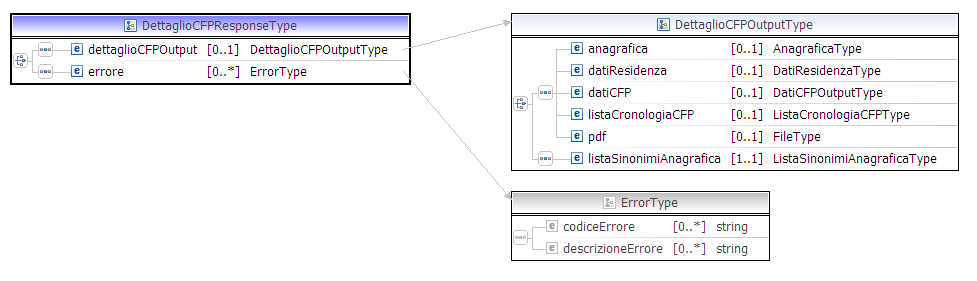 DettaglioCFPResponseType
dettaglioCFPOutput [0..1] DettaglioCFPOutputType
errore [0..*] ErrorType
DettaglioCFPOutputType
anagrafica [0..1] AnagraficaType
datiResidenza [0..1] DatiResidenzaType
datiCFP [0..1] DatiCFPOutputType
listaCronologiaCFP [0..1] ListaCronologiaCFPType
pdf [0..1] FileType
listaSinonimiAnagrafica [1..1] ListaSinonimiAnagraficaType
ErrorType
codiceErrore [0..*] string
descrizioneErrore [0..*] string